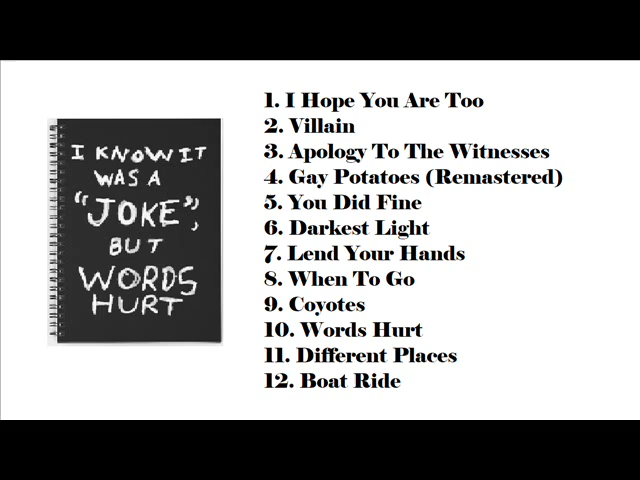 I KNOW IT
WAS A
"JOKE",
BUT
WORDS
HURT
1. I Hope You Are Too
2. Villain
3. Apology To The Witnesses
4. Gay Potatoes (Remastered)
5. You Did Fine
6. Darkest Light
7. Lend Your Hands
8. When To Go
9. Coyotes
10. Words Hurt
11. Different Places
12. Boat Ride